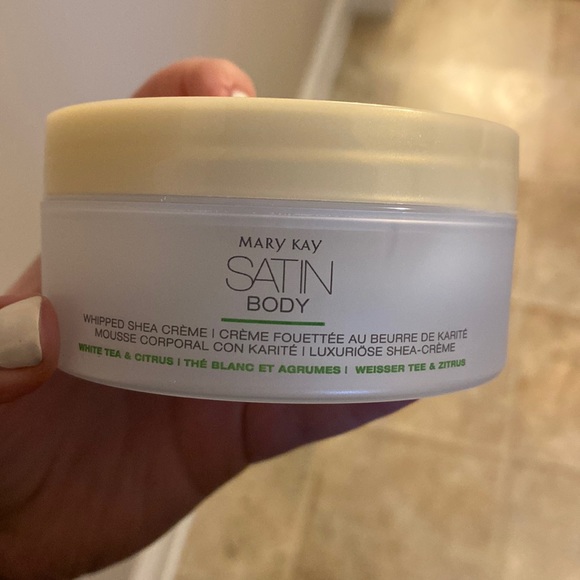 MARY KAY
SATIN
BODY
WHIPPED SHEA CRÈME | CRÈME FOUETTÉE AU BEURRE DE KARITÉ
MOUSSE CORPORAL CON KARITÉ | LUXURIÖSE SHEA-CRÈME
WHITE TEA & CITRUS | THÉ BLANC ET AGRUMES | WEISSER TEE & ZITRUS